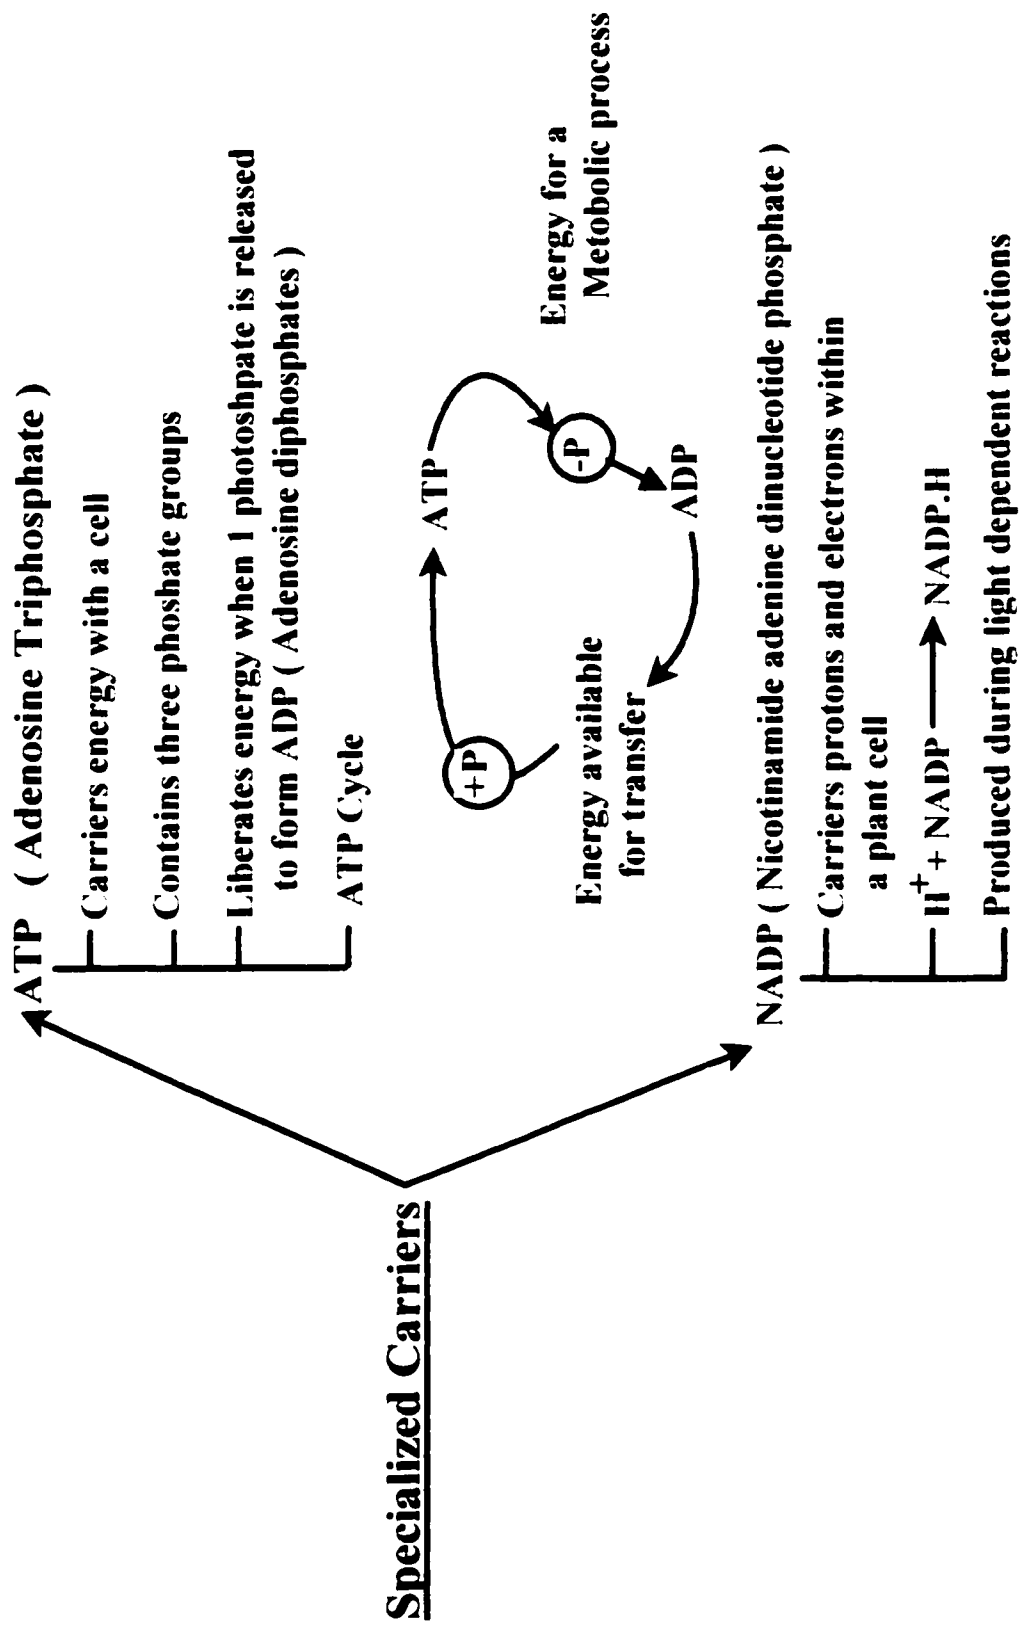 Specialized Carriers
ATP ( Adenosine Triphosphate )
Carriers energy with a cell
Contains three phoshate groups
Liberates energy when 1 photoshpate is released
to form ADP ( Adenosine diphosphates )
ATP Cycle
+P
ATP
-P
ADP
Energy for a
Metobolic process
Energy available
for transfer
NADP ( Nicotinamide adenine dinucleotide phosphate )
Carriers protons and electrons within
a plant cell
H⁺ + NADP → NADP.H
Produced during light dependent reactions